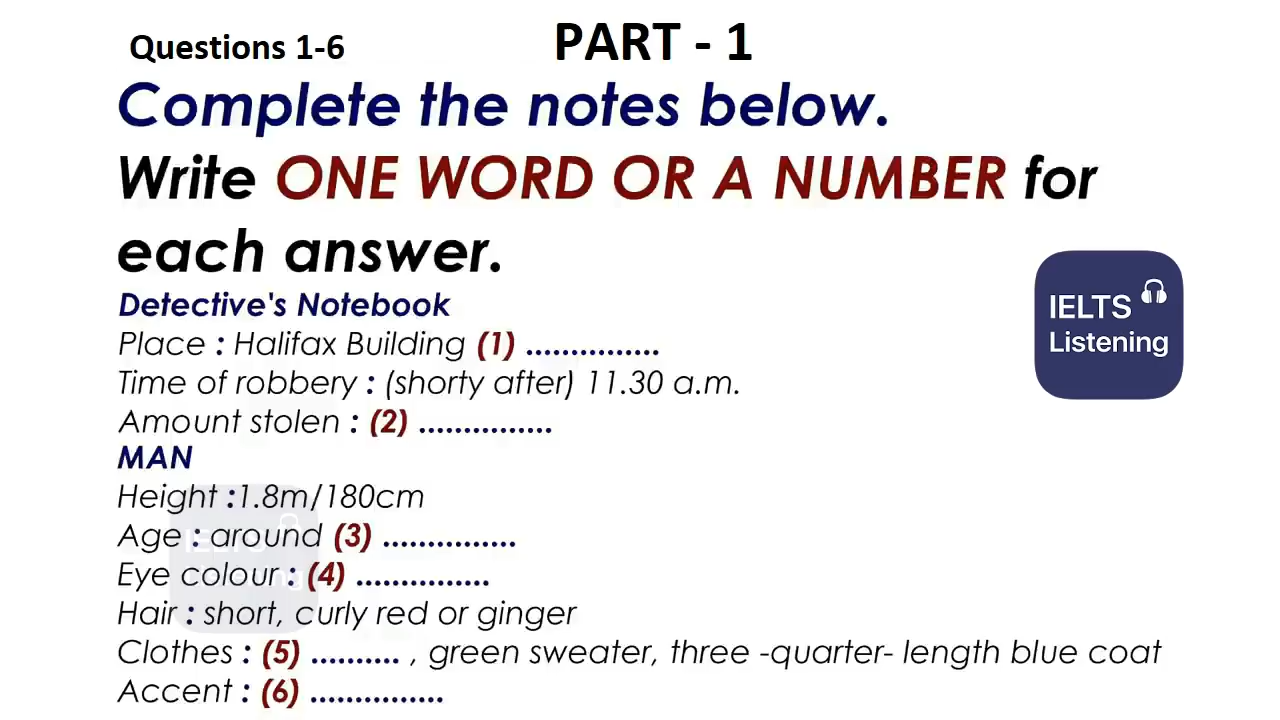 Questions 1-6
PART - 1
Complete the notes below.
Write ONE WORD OR A NUMBER for
each answer.
IELTS
Listening
Detective's Notebook
Place : Halifax Building (1) ...............
Time of robbery : (shorty after) 11.30 a.m.
Amount stolen : (2) ...............
MAN
Height :1.8m/180cm
Age : around (3) ...............
Eye colour : (4) ...............
Hair : short, curly red or ginger
Clothes : (5) .......... , green sweater, three -quarter- length blue coat
Accent : (6) ...............